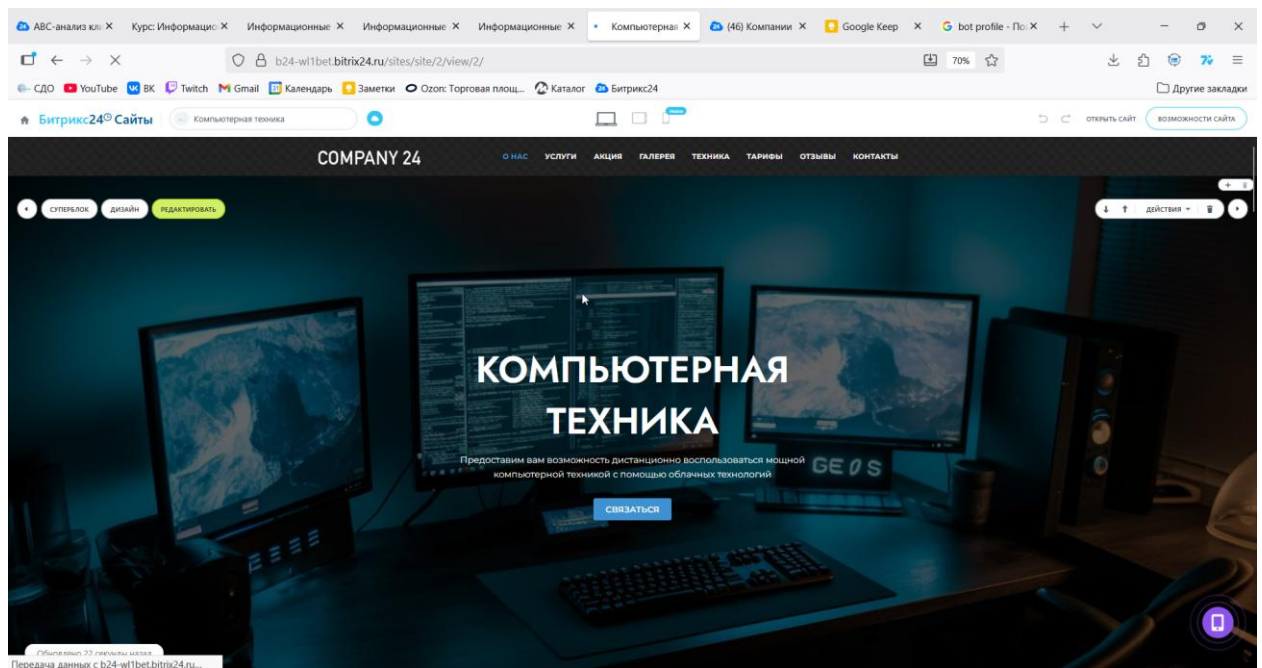 АВС-анализ кли
Курс: Информацио
Информационные
Информационные
Информационные
Компьютерная
(46) Компании
Google Keep
bot profile - По
b24-wl1bet.bitrix24.ru/sites/site/2/view/2/
70%
СДО
YouTube
ВК
Twitch
Gmail
Календарь
Заметки
Ozon: Торговая площ...
Каталог
Битрикс24
Другие закладки
Битрикс24 Сайты
Компьютерная техника
ОТКРЫТЬ САЙТ
ВОЗМОЖНОСТИ САЙТА
COMPANY 24
О НАС
УСЛУГИ
АКЦИЯ
ГАЛЕРЕЯ
ТЕХНИКА
ТАРИФЫ
ОТЗЫВЫ
КОНТАКТЫ
СУПЕРБЛОК
ДИЗАЙН
РЕДАКТИРОВАТЬ
ДЕЙСТВИЯ
КОМПЬЮТЕРНАЯ
ТЕХНИКА
Предоставим вам возможность дистанционно воспользоваться мощной
компьютерной техникой с помощью облачных технологий
GEOS
СВЯЗАТЬСЯ
Обновлено 22 секунды назад
Передача данных с b24-wl1bet.bitrix24.ru...